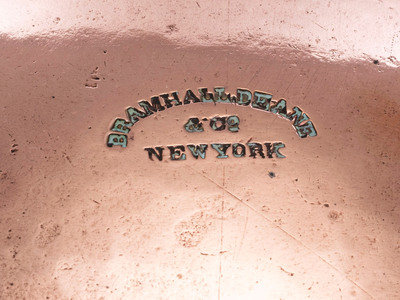 BRAMHALL, DEANE
& Co
NEW YORK